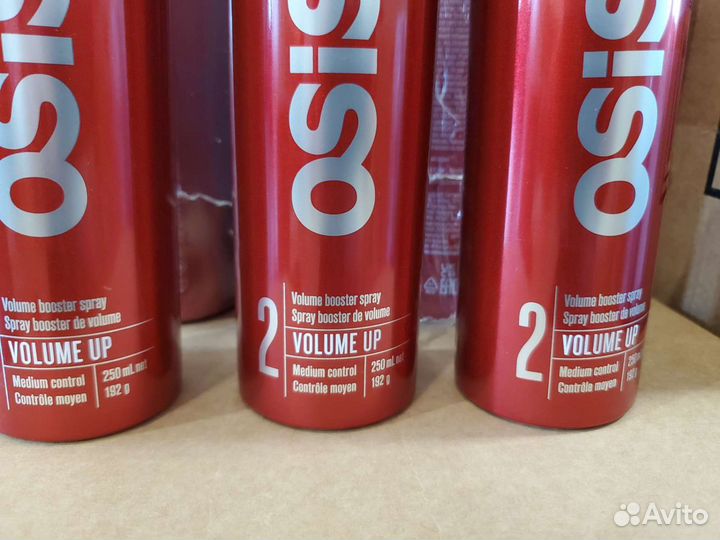 OSiS
Volume booster spray
Spray booster de volume
VOLUME UP
Medium control
Contrôle moyen
250 mL net
192 g
OSiS
2
Volume booster spray
Spray booster de volume
VOLUME UP
Medium control
Contrôle moyen
250 mL net
192 g
OSiS
2
Volume booster spray
Spray booster de volume
VOLUME UP
Medium control
Contrôle moyen
250 m
192 g
Avito